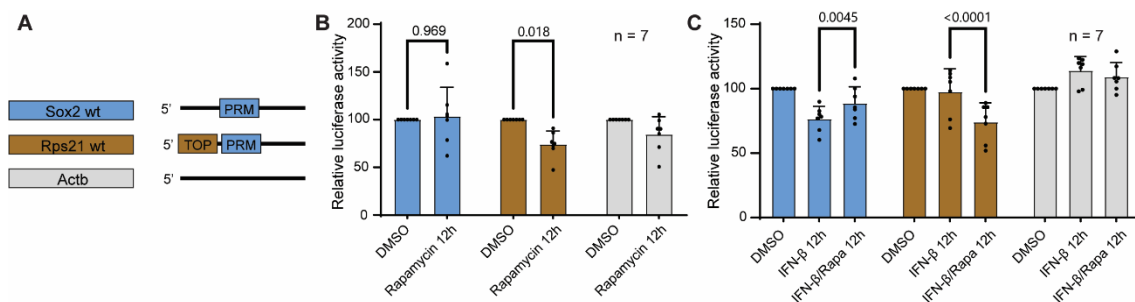 A
Sox2 wt
5'
PRM
Rps21 wt
5'
TOP
PRM
Actb
5'
B
Relative luciferase activity
200
150
100
50
0
0.969
0.018
n = 7
DMSO
Rapamycin 12h
DMSO
Rapamycin 12h
DMSO
Rapamycin 12h
C
Relative luciferase activity
150
100
50
0
0.0045
<0.0001
n = 7
DMSO
IFN-β 12h
IFN-β/Rapa 12h
DMSO
IFN-β 12h
IFN-β/Rapa 12h
DMSO
IFN-β 12h
IFN-β/Rapa 12h